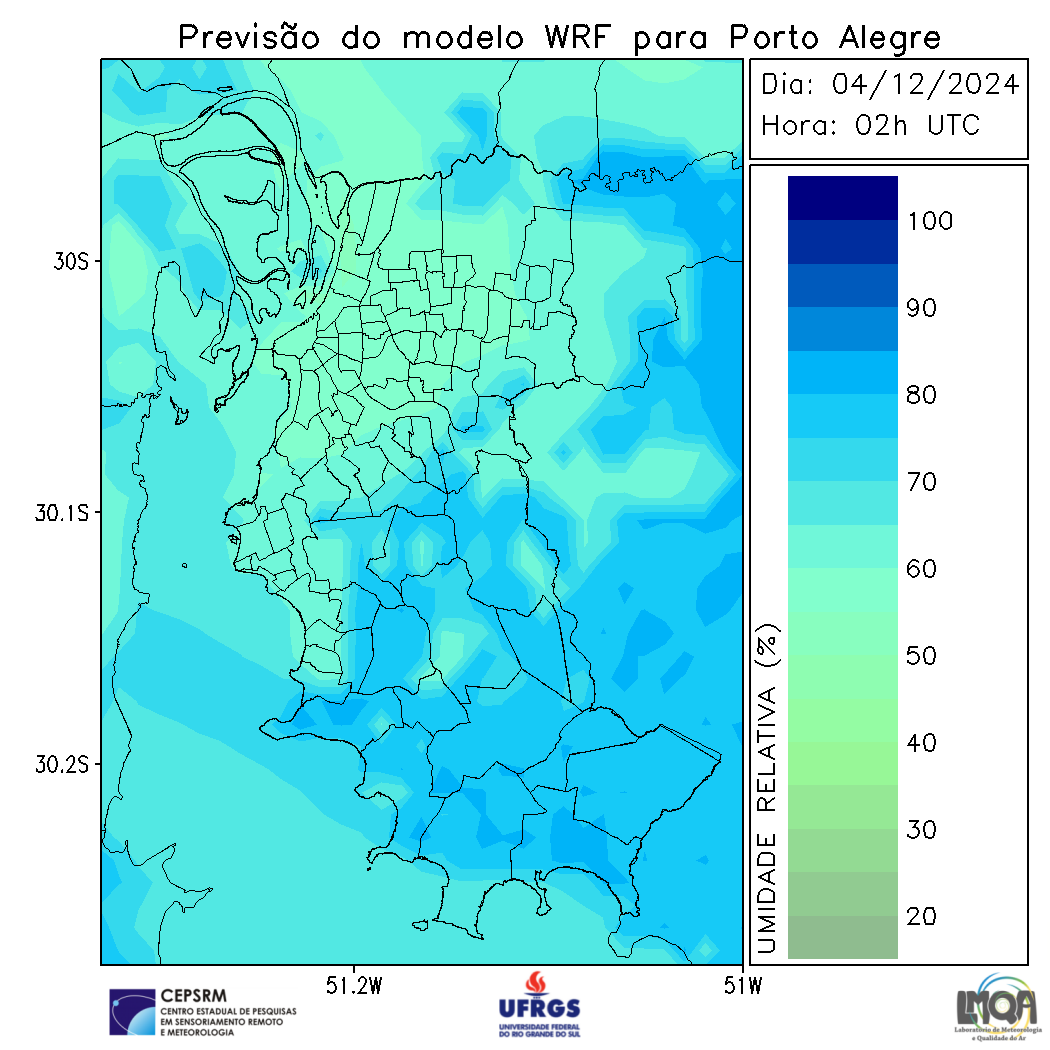 Previsão do modelo WRF para Porto Alegre
Dia: 04/12/2024
Hora: 02h UTC
30S
30.1S
30.2S
51.2W
51W
UMIDADE RELATIVA (%)
100
90
80
70
60
50
40
30
20
CEPSRM
CENTRO ESTADUAL DE PESQUISAS
EM SENSORIAMENTO REMOTO
E METEOROLOGIA
UFRGS
UNIVERSIDADE FEDERAL
DO RIO GRANDE DO SUL
LMQA
Laboratório de Meteorologia
e Qualidade do Ar